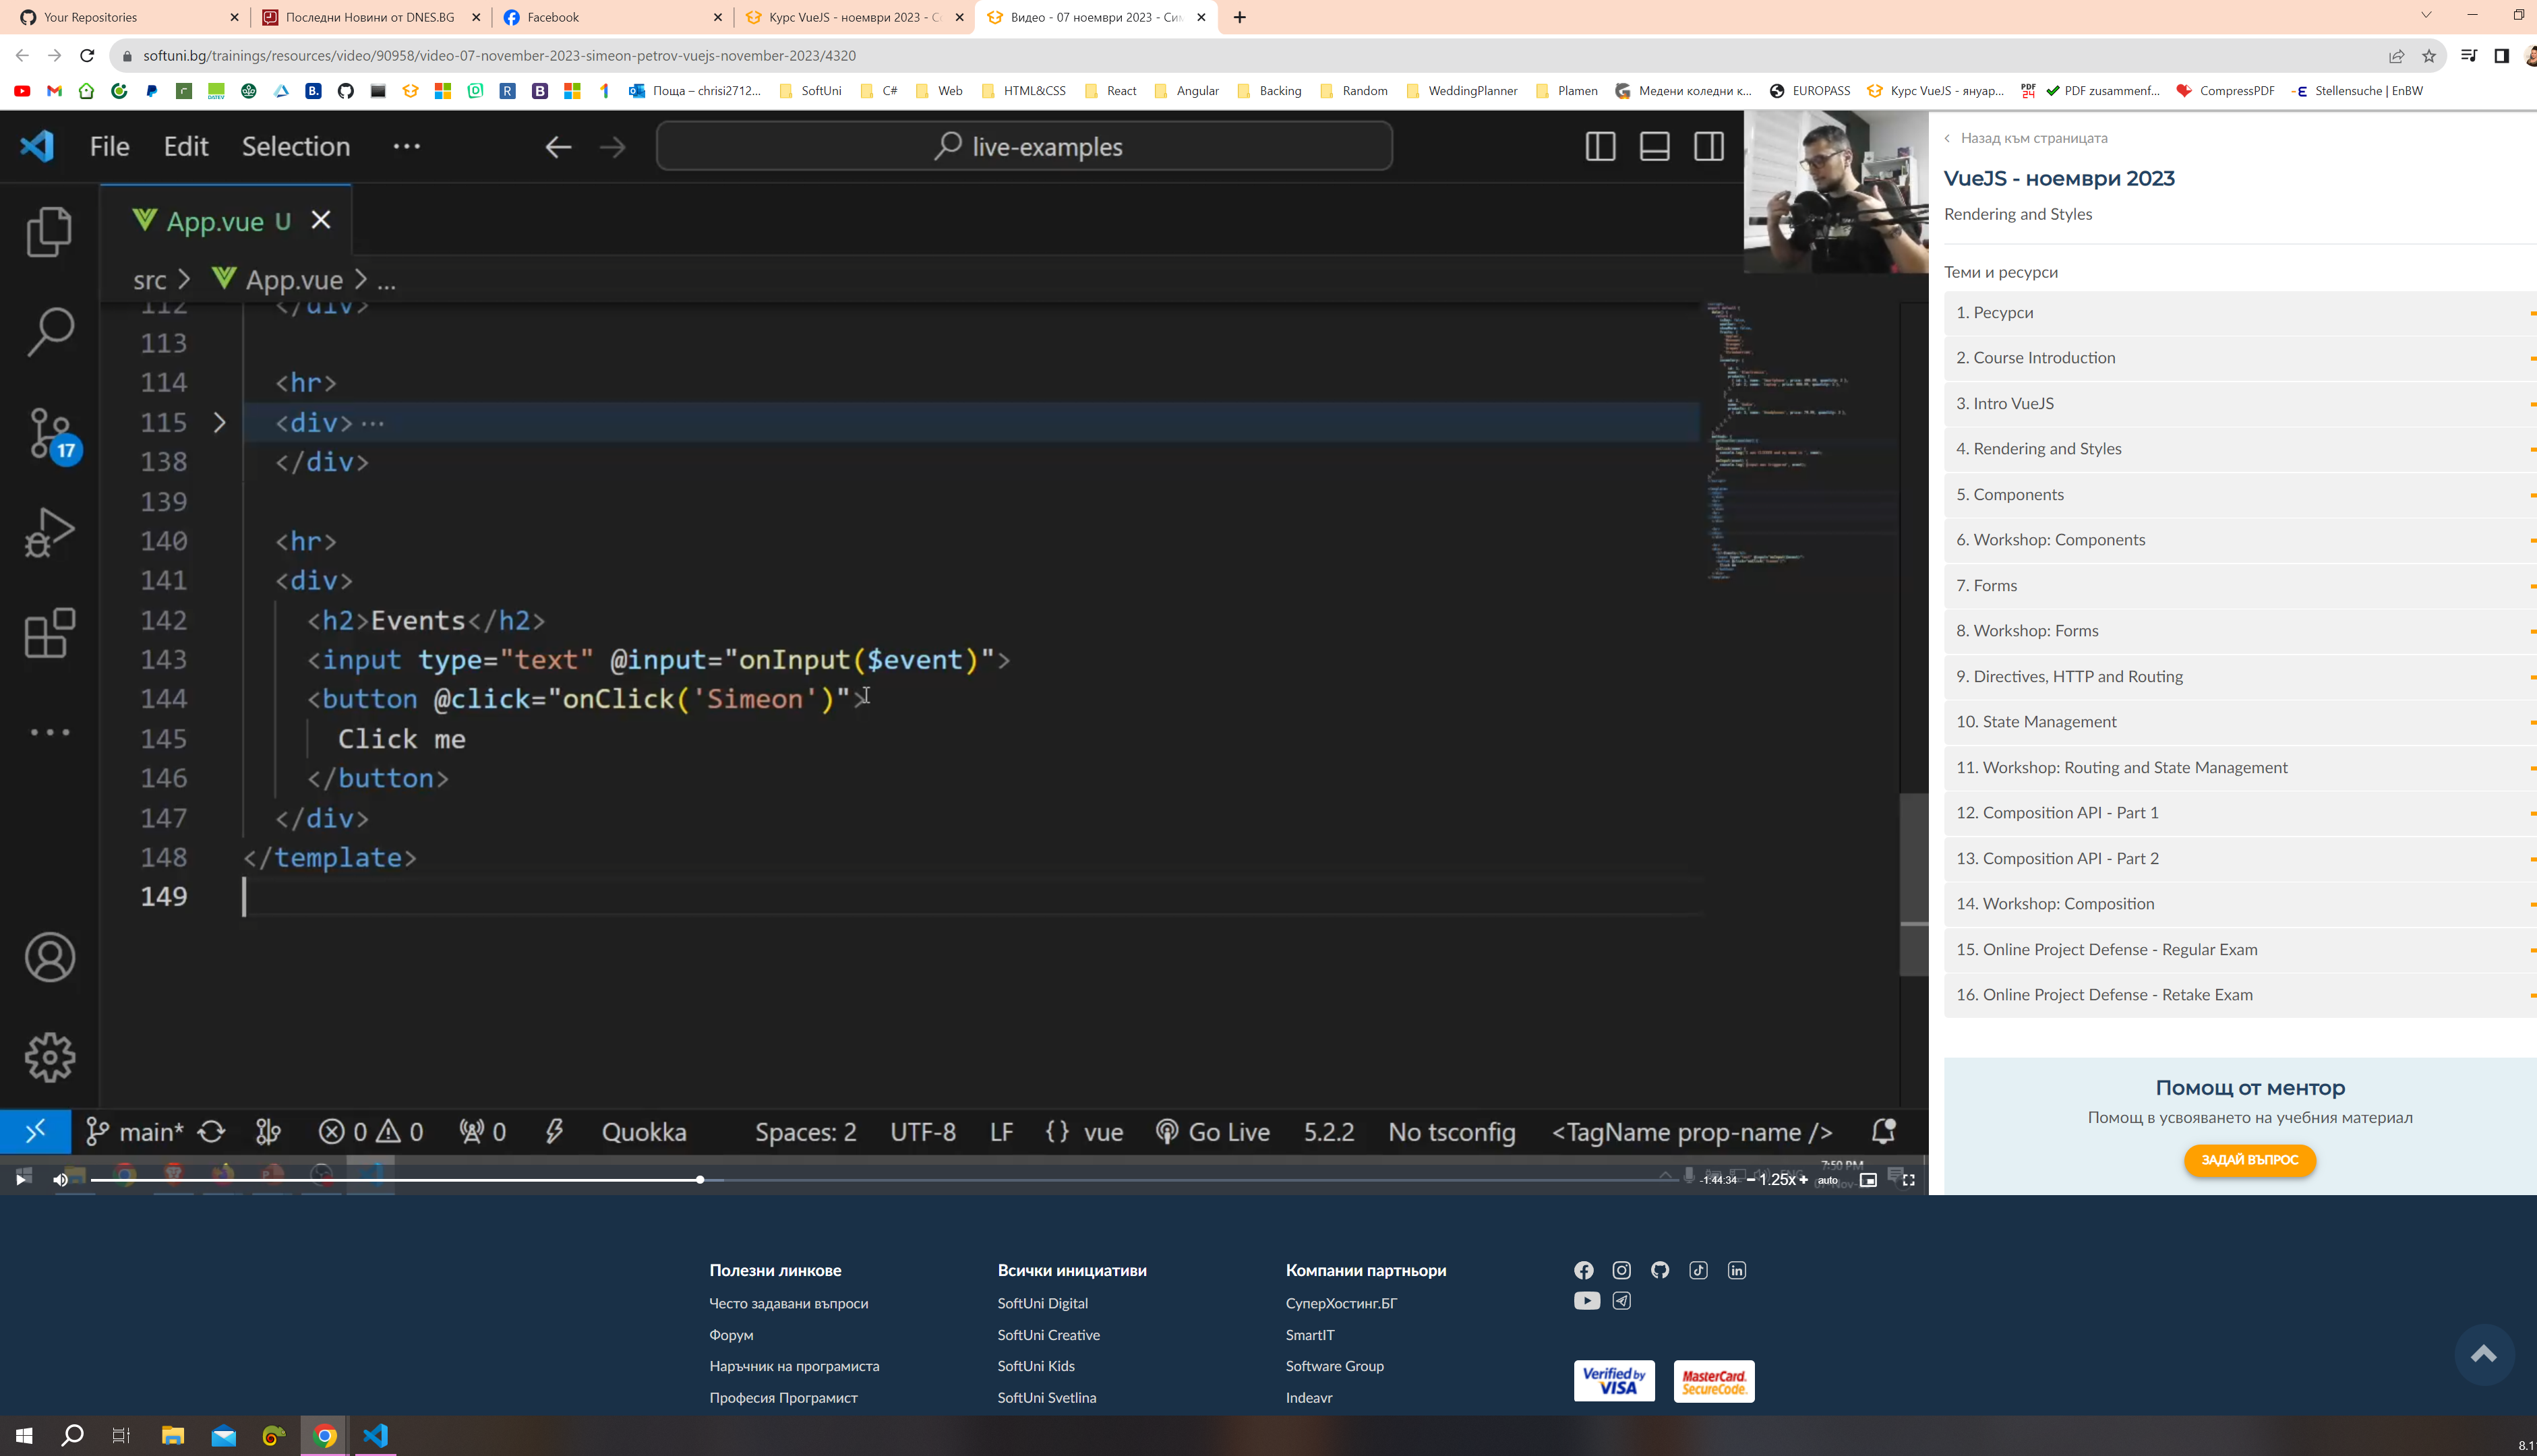 Your Repositories
Последни Новини от DNES.BG
Facebook
Курс VueJS - ноември 2023 - С
Видео - 07 ноември 2023 - Сим
softuni.bg/trainings/resources/video/90958/video-07-november-2023-simeon-petrov-vuejs-november-2023/4320
Поща – chrisi2712...
SoftUni
C#
Web
HTML&CSS
React
Angular
Backing
Random
WeddingPlanner
Plamen
Медени коледни к...
EUROPASS
Курс VueJS - януар...
PDF zusammenf...
CompressPDF
Stellensuche | EnBW
File Edit Selection ...
live-examples
App.vue U
src > App.vue > ...
112 </div>
113
114 <hr>
115 <div> ...
138 </div>
139
140 <hr>
141 <div>
142 <h2>Events</h2>
143 <input type="text" @input="onInput($event)">
144 <button @click="onClick('Simeon')">
145 Click me
146 </button>
147 </div>
148 </template>
149
17
main* 0 0 0 Quokka Spaces: 2 UTF-8 LF {} vue Go Live 5.2.2 No tsconfig <TagName prop-name />
7:50 PM
-1:44:34 − 1.25x + auto
Назад към страницата
VueJS - ноември 2023
Rendering and Styles
Теми и ресурси
1. Ресурси
2. Course Introduction
3. Intro VueJS
4. Rendering and Styles
5. Components
6. Workshop: Components
7. Forms
8. Workshop: Forms
9. Directives, HTTP and Routing
10. State Management
11. Workshop: Routing and State Management
12. Composition API - Part 1
13. Composition API - Part 2
14. Workshop: Composition
15. Online Project Defense - Regular Exam
16. Online Project Defense - Retake Exam
Помощ от ментор
Помощ в усвояването на учебния материал
ЗАДАЙ ВЪПРОС
Полезни линкове
Често задавани въпроси
Форум
Наръчник на програмиста
Професия Програмист
Всички инициативи
SoftUni Digital
SoftUni Creative
SoftUni Kids
SoftUni Svetlina
Компании партньори
СуперХостинг.БГ
SmartIT
Software Group
Indeavr
Verified by
VISA
MasterCard.
SecureCode.
8.1